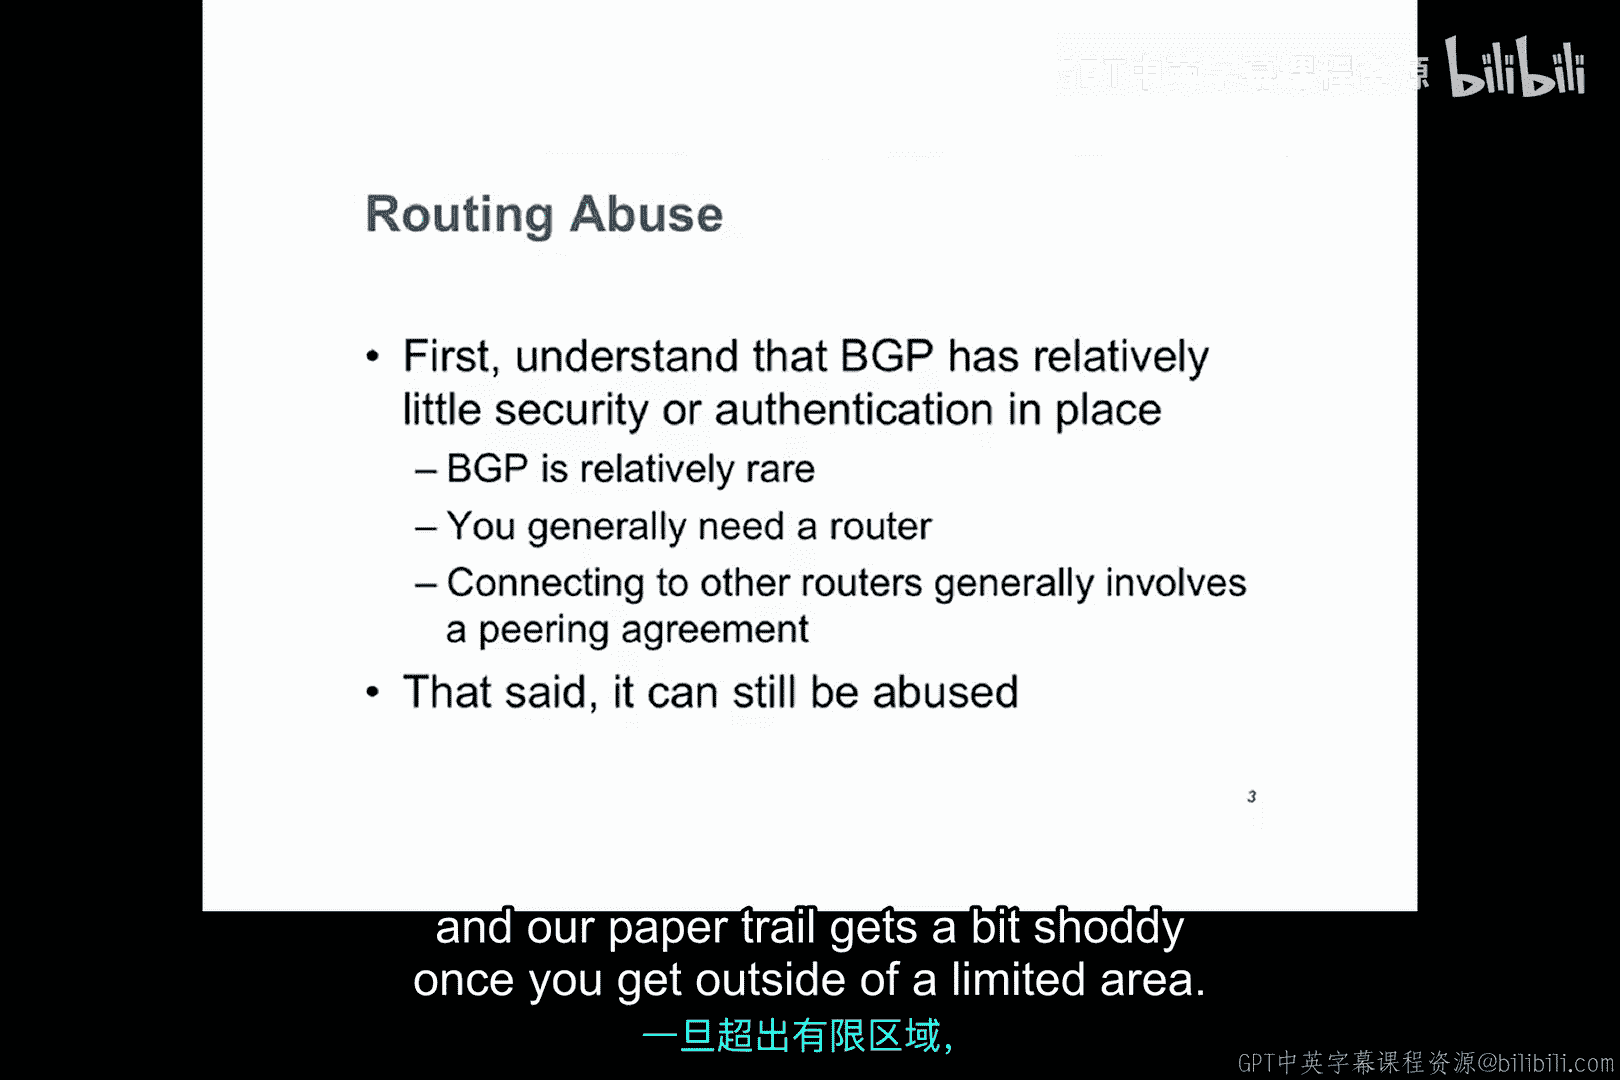 bilibili
Routing Abuse
• First, understand that BGP has relatively
little security or authentication in place
– BGP is relatively rare
– You generally need a router
– Connecting to other routers generally involves
a peering agreement
• That said, it can still be abused
3
and our paper trail gets a bit shoddy
once you get outside of a limited area.
一旦超出有限区域,
GPT中英字幕课程资源@bilibili.com